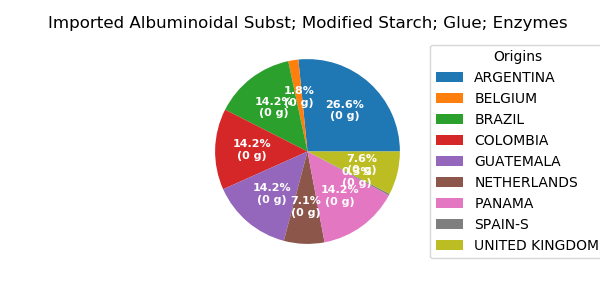 Imported Albuminoidal Subst; Modified Starch; Glue; Enzymes
Origins
ARGENTINA
BELGIUM
BRAZIL
COLOMBIA
GUATEMALA
NETHERLANDS
PANAMA
SPAIN-S
UNITED KINGDOM
26.6%
(0 g)
1.8%
(0 g)
14.2%
(0 g)
14.2%
(0 g)
14.2%
(0 g)
7.1%
(0 g)
14.2%
(0 g)
(0 g)
7.6%
(0 g)